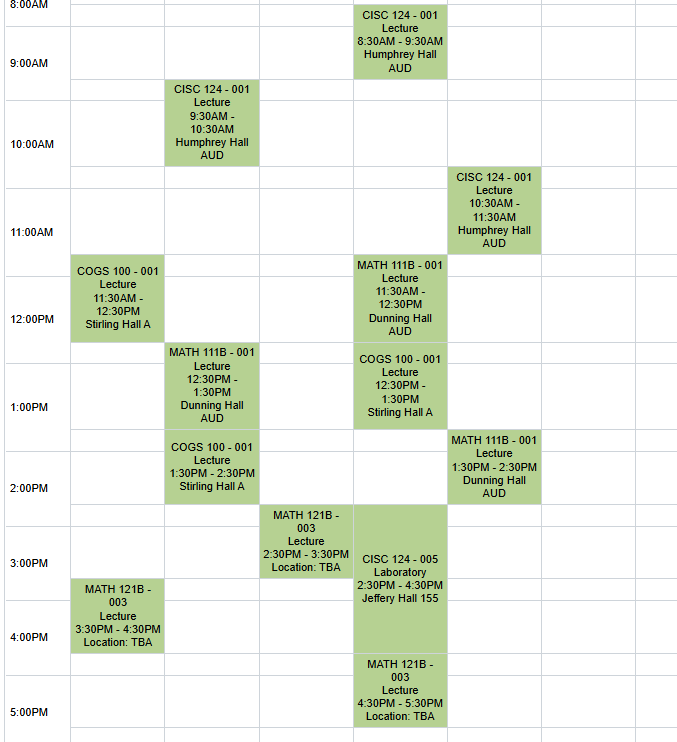 8:00AM
CISC 124 - 001
Lecture
8:30AM - 9:30AM
Humphrey Hall
AUD
9:00AM
CISC 124 - 001
Lecture
9:30AM -
10:30AM
Humphrey Hall
AUD
10:00AM
CISC 124 - 001
Lecture
10:30AM -
11:30AM
Humphrey Hall
AUD
11:00AM
COGS 100 - 001
Lecture
11:30AM -
12:30PM
Stirling Hall A
MATH 111B - 001
Lecture
11:30AM -
12:30PM
Dunning Hall
AUD
12:00PM
MATH 111B - 001
Lecture
12:30PM -
1:30PM
Dunning Hall
AUD
COGS 100 - 001
Lecture
12:30PM -
1:30PM
Stirling Hall A
1:00PM
COGS 100 - 001
Lecture
1:30PM - 2:30PM
Stirling Hall A
MATH 111B - 001
Lecture
1:30PM - 2:30PM
Dunning Hall
AUD
2:00PM
MATH 121B -
003
Lecture
2:30PM - 3:30PM
Location: TBA
CISC 124 - 005
Laboratory
2:30PM - 4:30PM
Jeffery Hall 155
3:00PM
MATH 121B -
003
Lecture
3:30PM - 4:30PM
Location: TBA
4:00PM
MATH 121B -
003
Lecture
4:30PM - 5:30PM
Location: TBA
5:00PM